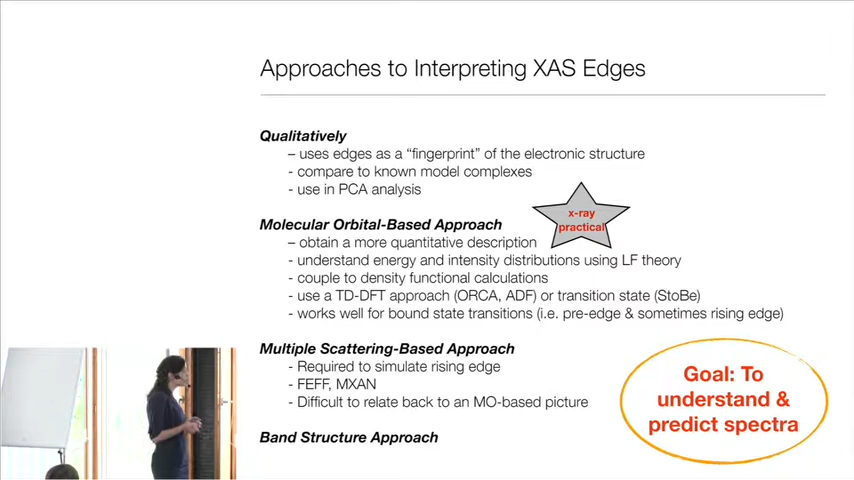 Approaches to Interpreting XAS Edges
Qualitatively
– uses edges as a “fingerprint” of the electronic structure
- compare to known model complexes
- use in PCA analysis
x-ray
practical
Molecular Orbital-Based Approach
– obtain a more quantitative description
- understand energy and intensity distributions using LF theory
- couple to density functional calculations
- use a TD-DFT approach (ORCA, ADF) or transition state (StoBe)
- works well for bound state transitions (i.e. pre-edge & sometimes rising edge)
Multiple Scattering-Based Approach
- Required to simulate rising edge
- FEFF, MXAN
- Difficult to relate back to an MO-based picture
Goal: To
understand &
predict spectra
Band Structure Approach